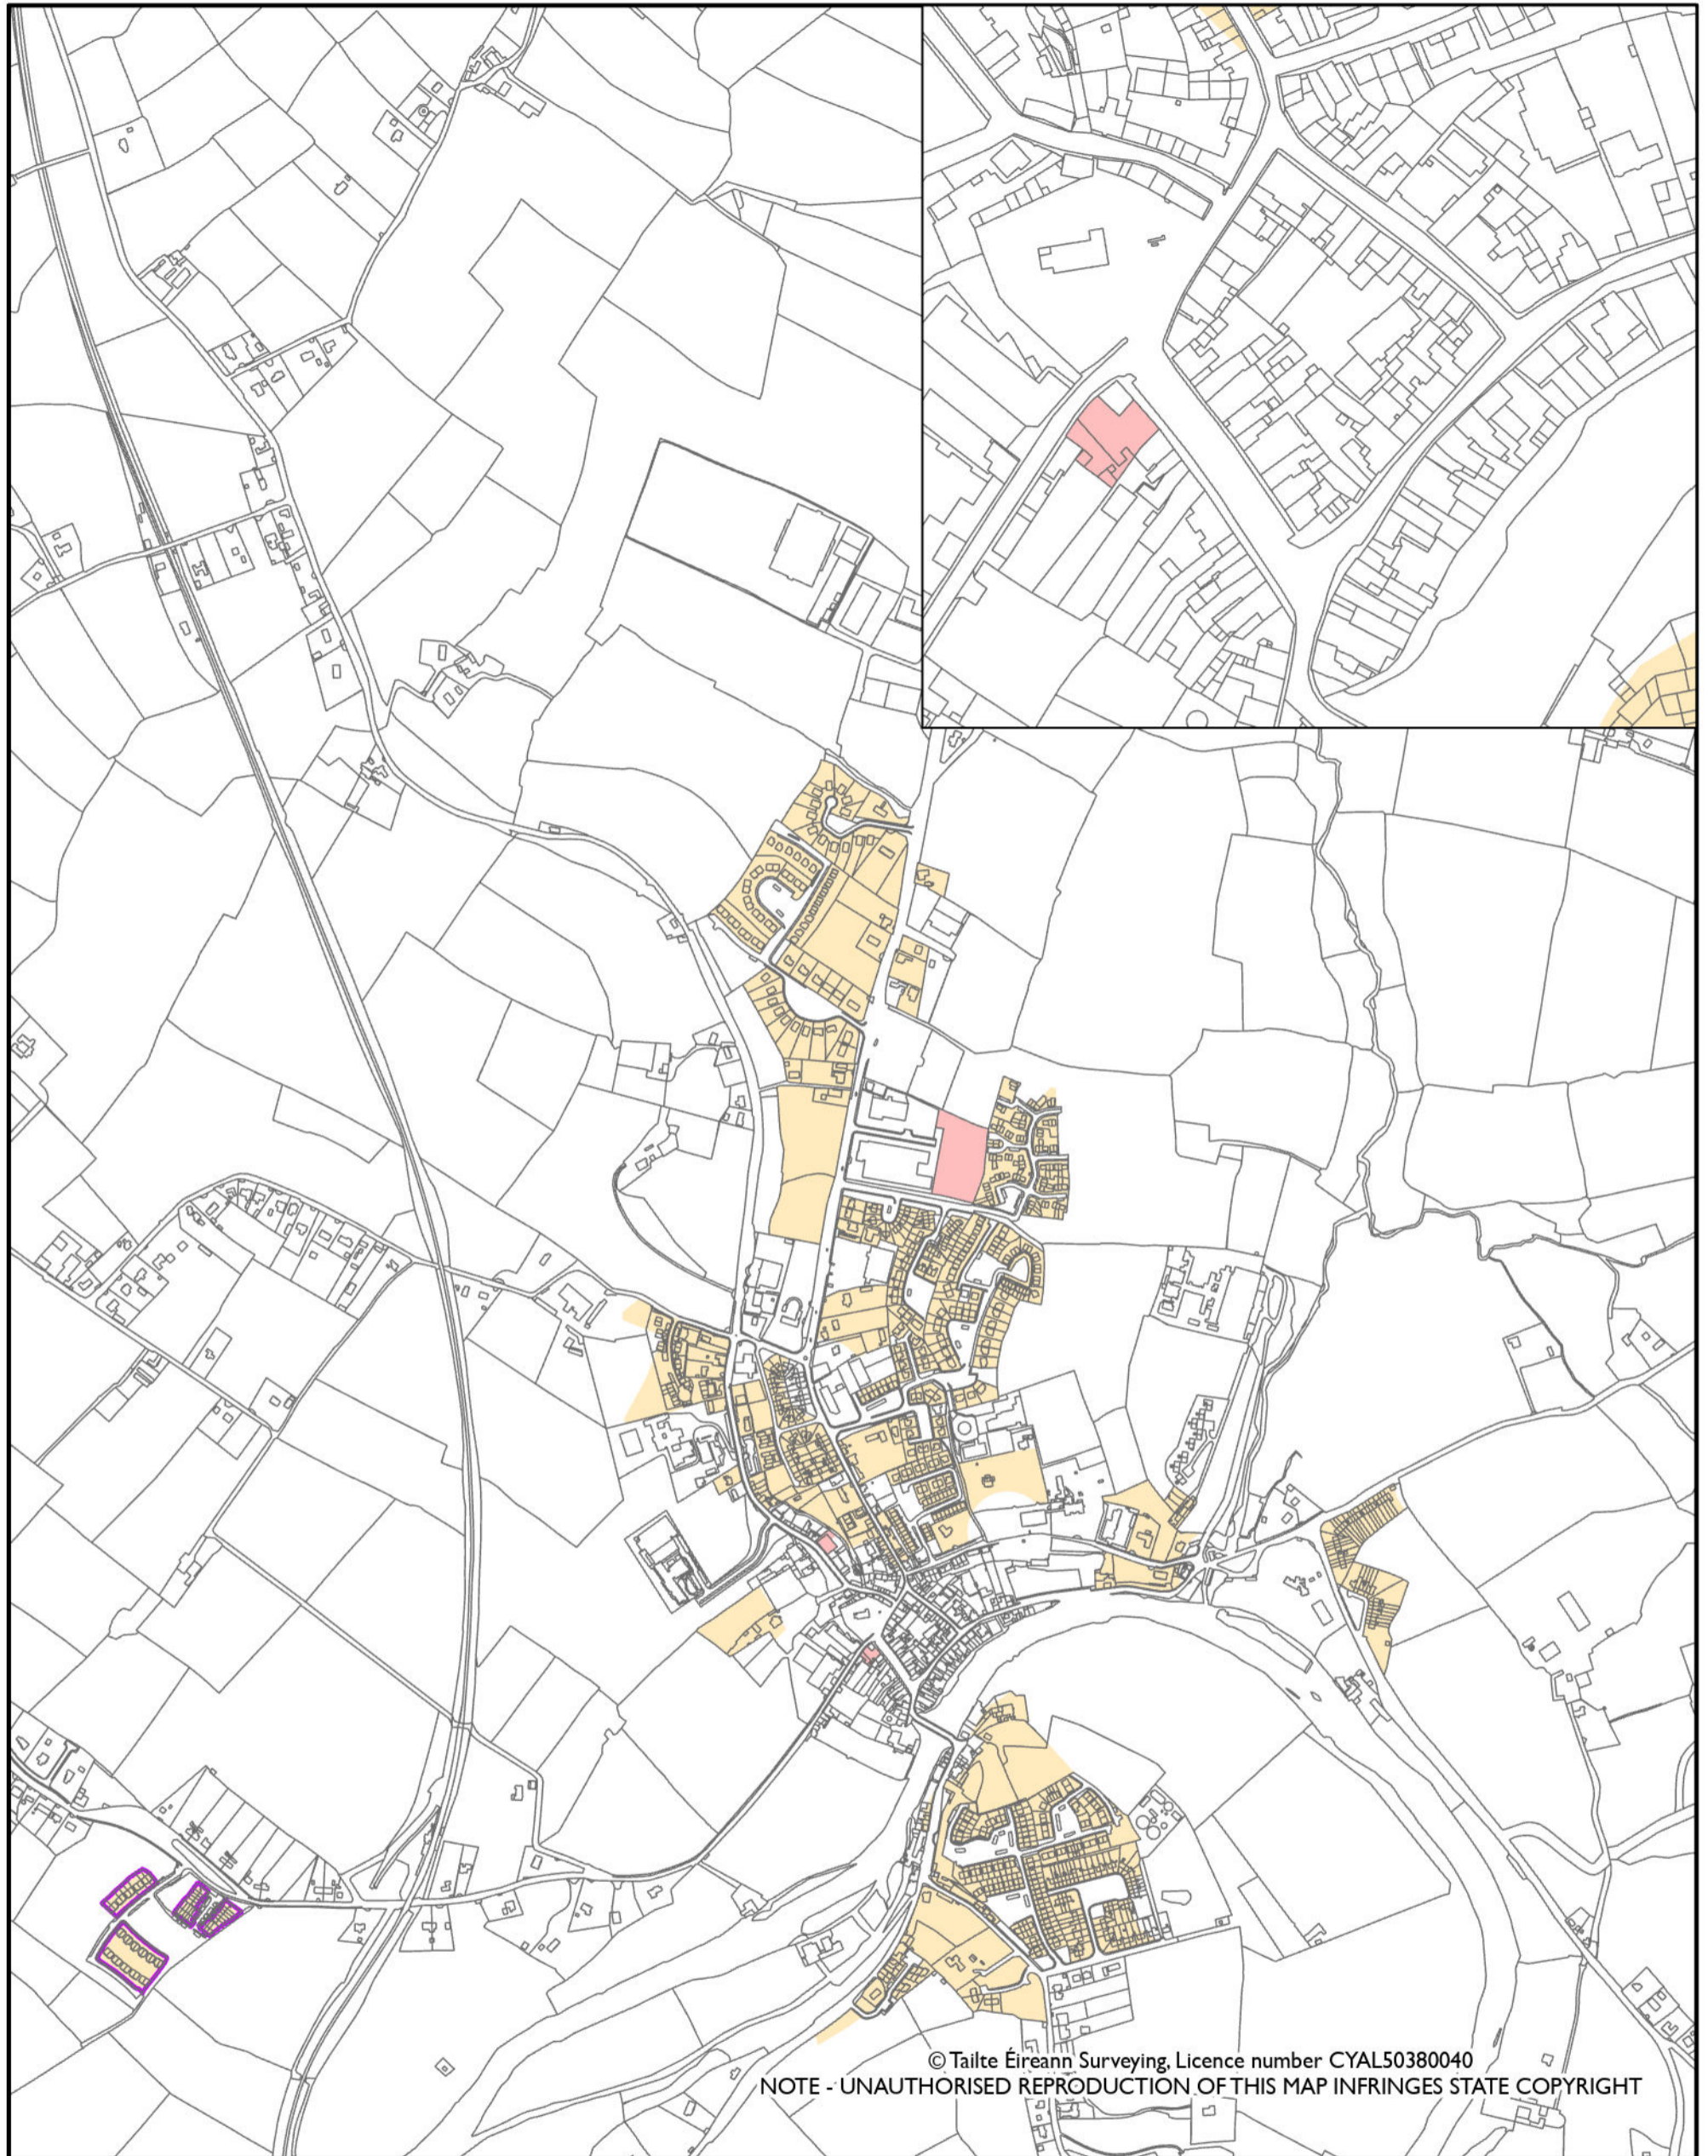 © Tailte Éireann Surveying, Licence number CYAL50380040
NOTE - UNAUTHORISED REPRODUCTION OF THIS MAP INFRINGES STATE COPYRIGHT